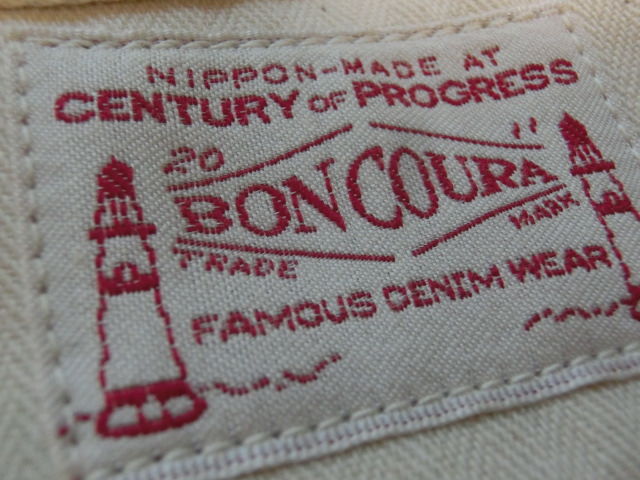 NIPPON-MADE AT
CENTURY OF PROGRESS
20 11
BONCOURA
TRADE MARK
FAMOUS DENIM WEAR